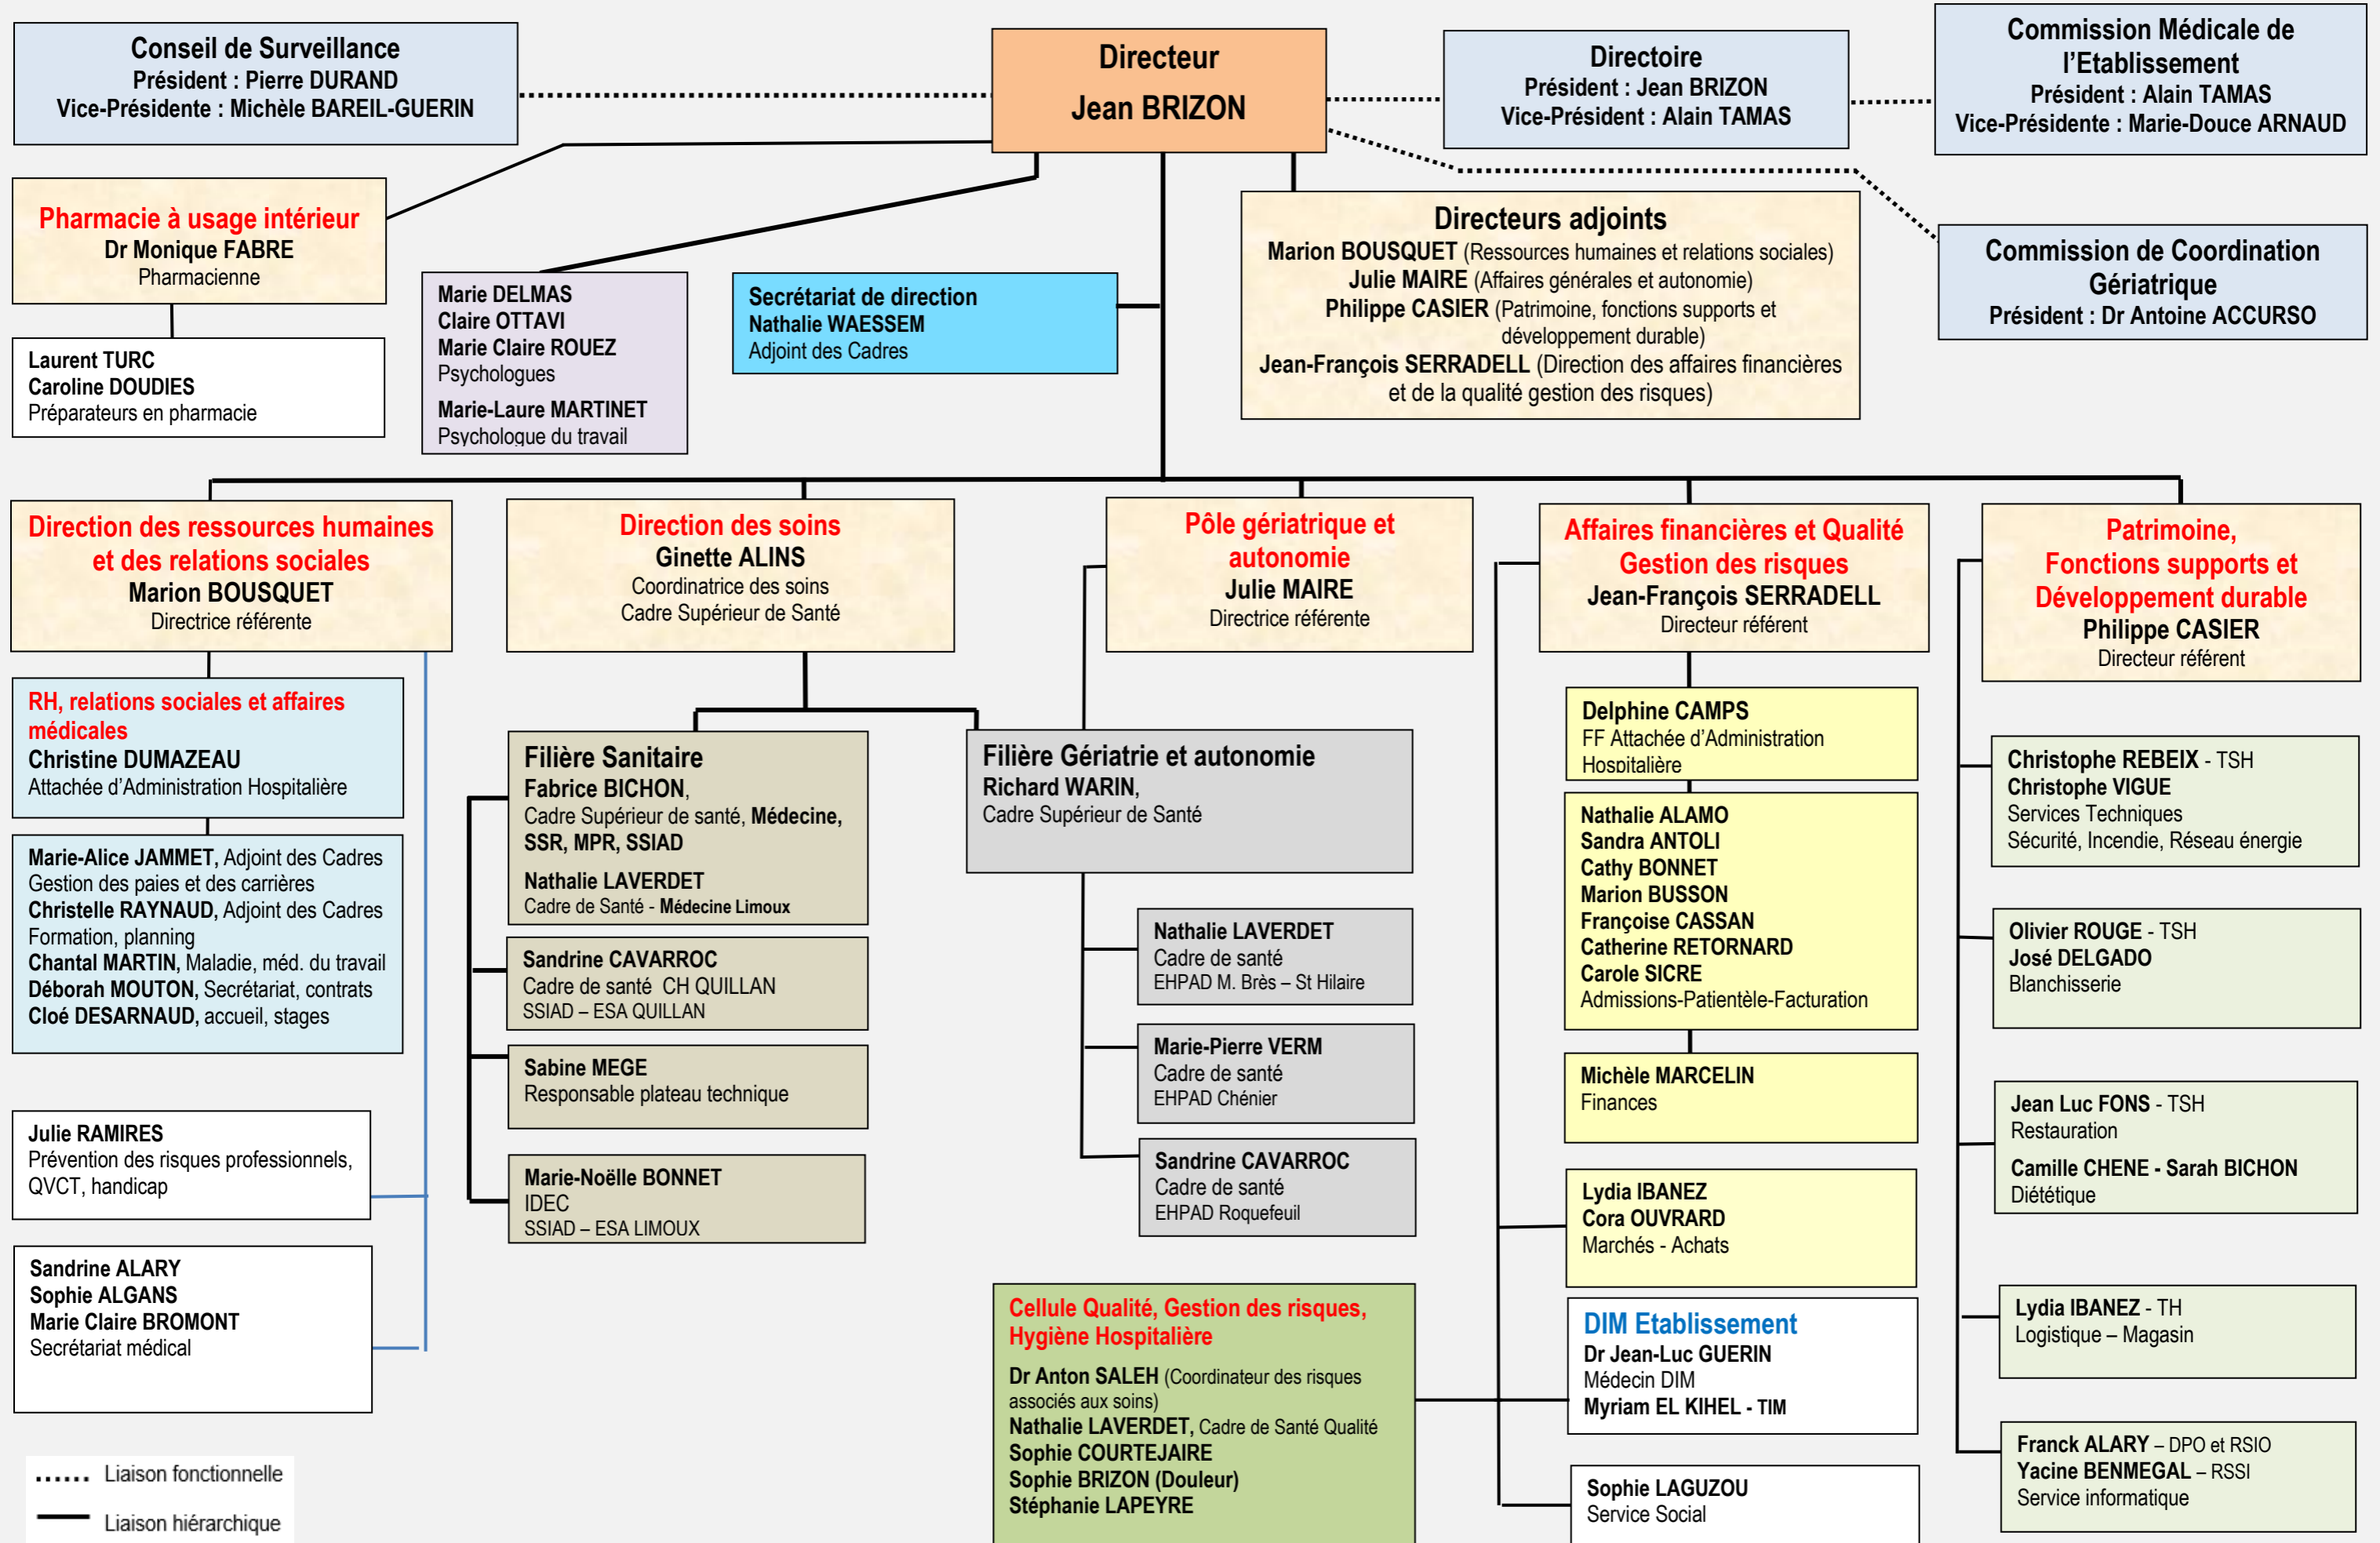 Conseil de Surveillance
Président : Pierre DURAND
Vice-Présidente : Michèle BAREIL-GUERIN
Directeur
Jean BRIZON
Directoire
Président : Jean BRIZON
Vice-Président : Alain TAMAS
Commission Médicale de
l'Etablissement
Président : Alain TAMAS
Vice-Présidente : Marie-Douce ARNAUD
Pharmacie à usage intérieur
Dr Monique FABRE
Pharmacienne
Laurent TURC
Caroline DOUDIES
Préparateurs en pharmacie
Marie DELMAS
Claire OTTAVI
Marie Claire ROUEZ
Psychologues
Marie-Laure MARTINET
Psychologue du travail
Secrétariat de direction
Nathalie WAESSEM
Adjoint des Cadres
Directeurs adjoints
Marion BOUSQUET (Ressources humaines et relations sociales)
Julie MAIRE (Affaires générales et autonomie)
Philippe CASIER (Patrimoine, fonctions supports et
développement durable)
Jean-François SERRADELL (Direction des affaires financières
et de la qualité gestion des risques)
Commission de Coordination
Gériatrique
Président : Dr Antoine ACCURSO
Direction des ressources humaines
et des relations sociales
Marion BOUSQUET
Directrice référente
RH, relations sociales et affaires
médicales
Christine DUMAZEAU
Attachée d'Administration Hospitalière
Marie-Alice JAMMET, Adjoint des Cadres
Gestion des paies et des carrières
Christelle RAYNAUD, Adjoint des Cadres
Formation, planning
Chantal MARTIN, Maladie, méd. du travail
Déborah MOUTON, Secrétariat, contrats
Cloé DESARNAUD, accueil, stages
Julie RAMIRES
Prévention des risques professionnels,
QVCT, handicap
Sandrine ALARY
Sophie ALGANS
Marie Claire BROMONT
Secrétariat médical
Direction des soins
Ginette ALINS
Coordinatrice des soins
Cadre Supérieur de Santé
Filière Sanitaire
Fabrice BICHON,
Cadre Supérieur de santé, Médecine,
SSR, MPR, SSIAD
Nathalie LAVERDET
Cadre de Santé - Médecine Limoux
Sandrine CAVARROC
Cadre de santé CH QUILLAN
SSIAD – ESA QUILLAN
Sabine MEGE
Responsable plateau technique
Marie-Noëlle BONNET
IDEC
SSIAD – ESA LIMOUX
Pôle gériatrique et
autonomie
Julie MAIRE
Directrice référente
Filière Gériatrie et autonomie
Richard WARIN,
Cadre Supérieur de Santé
Nathalie LAVERDET
Cadre de santé
EHPAD M. Brès – St Hilaire
Marie-Pierre VERM
Cadre de santé
EHPAD Chénier
Sandrine CAVARROC
Cadre de santé
EHPAD Roquefeuil
Cellule Qualité, Gestion des risques,
Hygiène Hospitalière
Dr Anton SALEH (Coordinateur des risques
associés aux soins)
Nathalie LAVERDET, Cadre de Santé Qualité
Sophie COURTEJAIRE
Sophie BRIZON (Douleur)
Stéphanie LAPEYRE
Affaires financières et Qualité
Gestion des risques
Jean-François SERRADELL
Directeur référent
Delphine CAMPS
FF Attachée d'Administration
Hospitalière
Nathalie ALAMO
Sandra ANTOLI
Cathy BONNET
Marion BUSSON
Françoise CASSAN
Catherine RETORNARD
Carole SICRE
Admissions-Patientèle-Facturation
Michèle MARCELIN
Finances
Lydia IBANEZ
Cora OUVRARD
Marchés - Achats
DIM Etablissement
Dr Jean-Luc GUERIN
Médecin DIM
Myriam EL KIHEL - TIM
Sophie LAGUZOU
Service Social
Patrimoine,
Fonctions supports et
Développement durable
Philippe CASIER
Directeur référent
Christophe REBEIX - TSH
Christophe VIGUE
Services Techniques
Sécurité, Incendie, Réseau énergie
Olivier ROUGE - TSH
José DELGADO
Blanchisserie
Jean Luc FONS - TSH
Restauration
Camille CHENE - Sarah BICHON
Diététique
Lydia IBANEZ - TH
Logistique – Magasin
Franck ALARY – DPO et RSIO
Yacine BENMEGAL – RSSI
Service informatique
Liaison fonctionnelle
Liaison hiérarchique